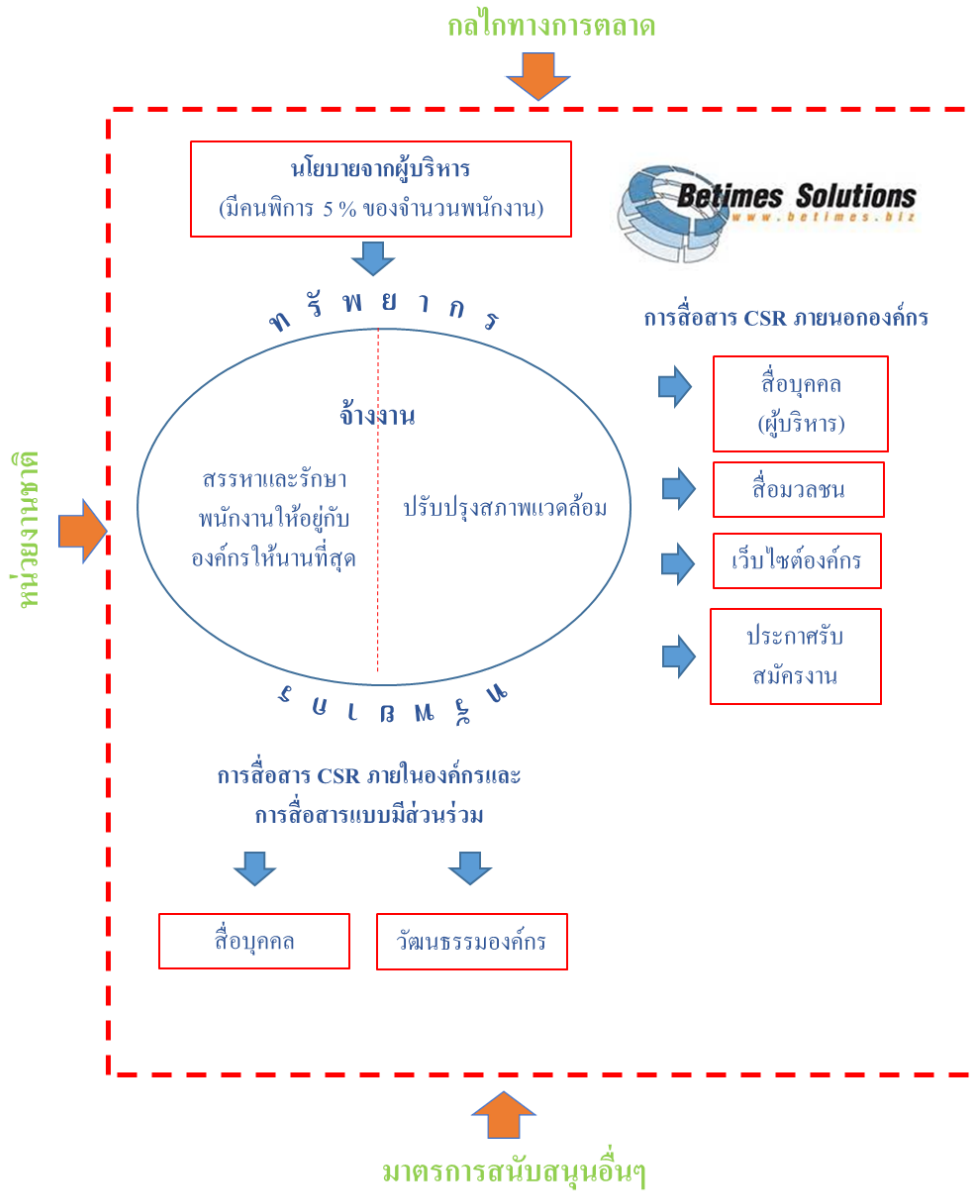 กลไกทางการตลาด
นโยบายจากผู้บริหาร
(มีคนพิการ 5 % ของจำนวนพนักงาน)
Betimes Solutions
www.betimes.biz
ทรัพยากร
การสื่อสาร CSR ภายนอกองค์กร
จ้างงาน
สรรหาและรักษา
พนักงานให้อยู่กับ
องค์กรให้นานที่สุด
ปรับปรุงสภาพแวดล้อม
สื่อบุคคล
(ผู้บริหาร)
สื่อมวลชน
เว็บไซต์องค์กร
ประกาศรับ
สมัครงาน
หน่วยงานชาติ
ทรัพยากร
การสื่อสาร CSR ภายในองค์กรและ
การสื่อสารแบบมีส่วนร่วม
สื่อบุคคล
วัฒนธรรมองค์กร
มาตรการสนับสนุนอื่นๆ